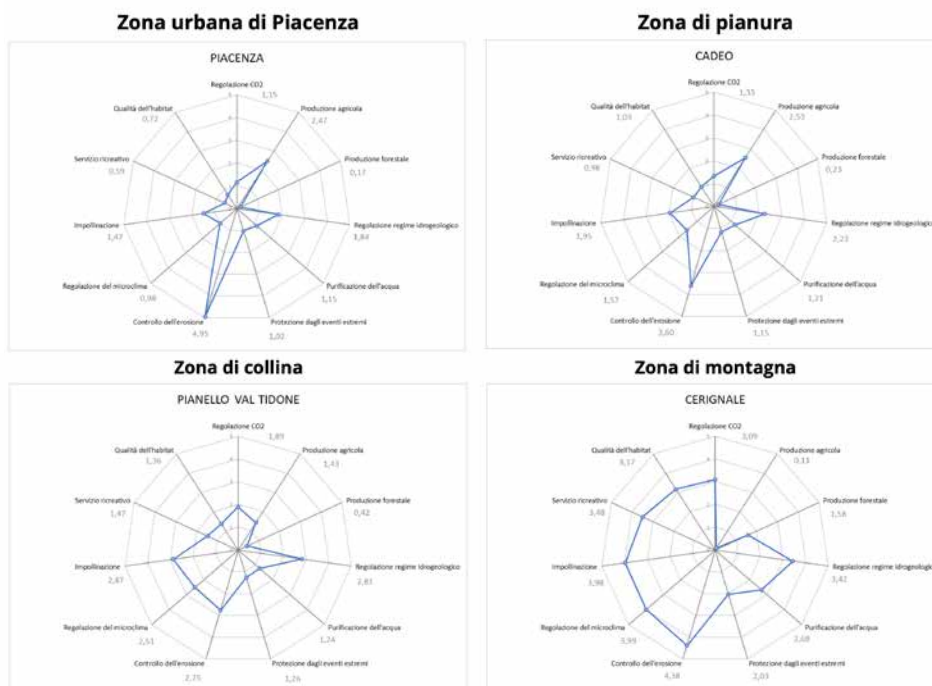 Zona urbana di Piacenza
PIACENZA
Regolazione CO2
1,15
Produzione agricola
2,47
Produzione forestale
0,17
Regolazione regime idrogeologico
1,84
Purificazione dell'acqua
1,15
Protezione dagli eventi estremi
1,02
Controllo dell'erosione
4,95
Regolazione del microclima
0,98
Impollinazione
1,47
Servizio ricreativo
0,59
Qualità dell'habitat
0,72
Zona di pianura
CADEO
Regolazione CO2
1,33
Produzione agricola
2,53
Produzione forestale
0,23
Regolazione regime idrogeologico
2,23
Purificazione dell'acqua
1,21
Protezione dagli eventi estremi
1,15
Controllo dell'erosione
3,60
Regolazione del microclima
1,57
Impollinazione
1,95
Servizio ricreativo
0,98
Qualità dell'habitat
1,03
Zona di collina
PIANELLO VAL TIDONE
Regolazione CO2
1,89
Produzione agricola
1,43
Produzione forestale
0,42
Regolazione regime idrogeologico
2,81
Purificazione dell'acqua
1,24
Protezione dagli eventi estremi
1,26
Controllo dell'erosione
2,75
Regolazione del microclima
2,51
Impollinazione
2,87
Servizio ricreativo
1,47
Qualità dell'habitat
1,36
Zona di montagna
CERIGNALE
Regolazione CO2
3,09
Produzione agricola
Produzione forestale
1,58
Regolazione regime idrogeologico
3,42
Purificazione dell'acqua
2,68
Protezione dagli eventi estremi
2,03
Controllo dell'erosione
4,38
Regolazione del microclima
3,99
Impollinazione
3,98
Servizio ricreativo
3,48
Qualità dell'habitat